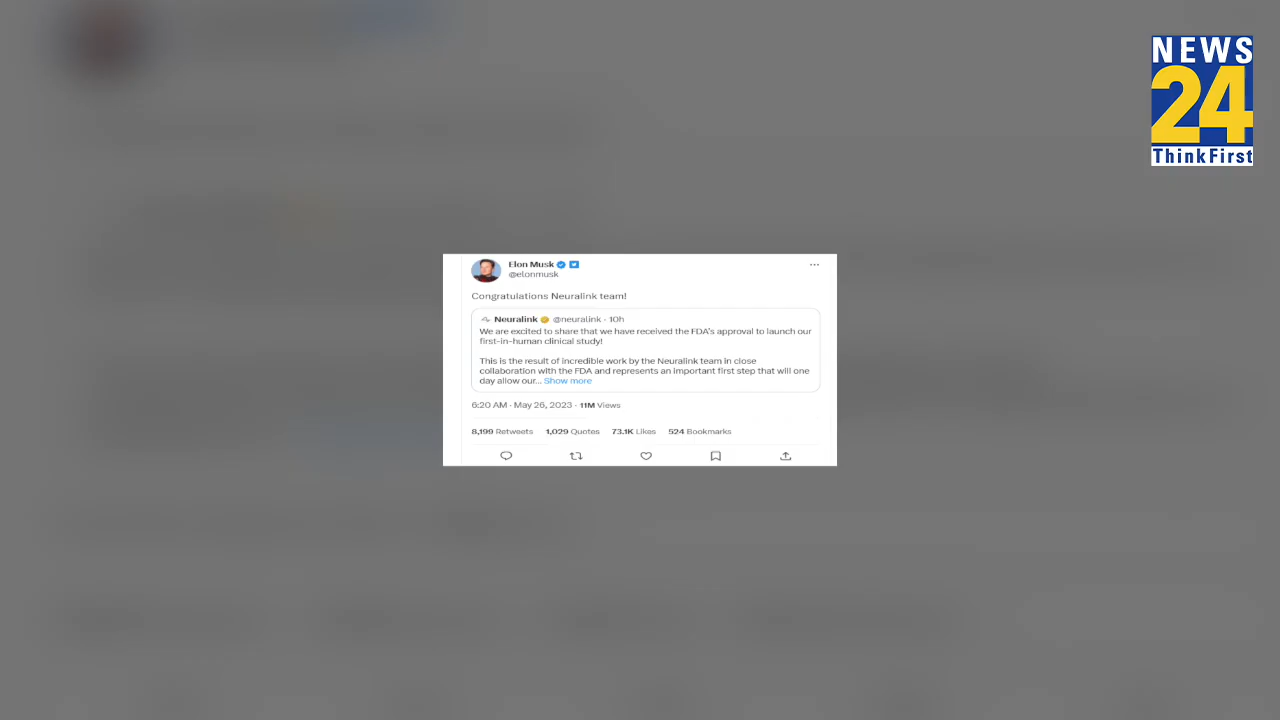 NEWS
24
ThinkFirst
Elon Musk
@elonmusk
Congratulations Neuralink team!
Neuralink @neuralink · 10h
We are excited to share that we have received the FDA's approval to launch our
first-in-human clinical study!
This is the result of incredible work by the Neuralink team in close
collaboration with the FDA and represents an important first step that will one
day allow our... Show more
6:20 AM · May 26, 2023 · 11M Views
8,199 Retweets 1,029 Quotes 73.1K Likes 524 Bookmarks